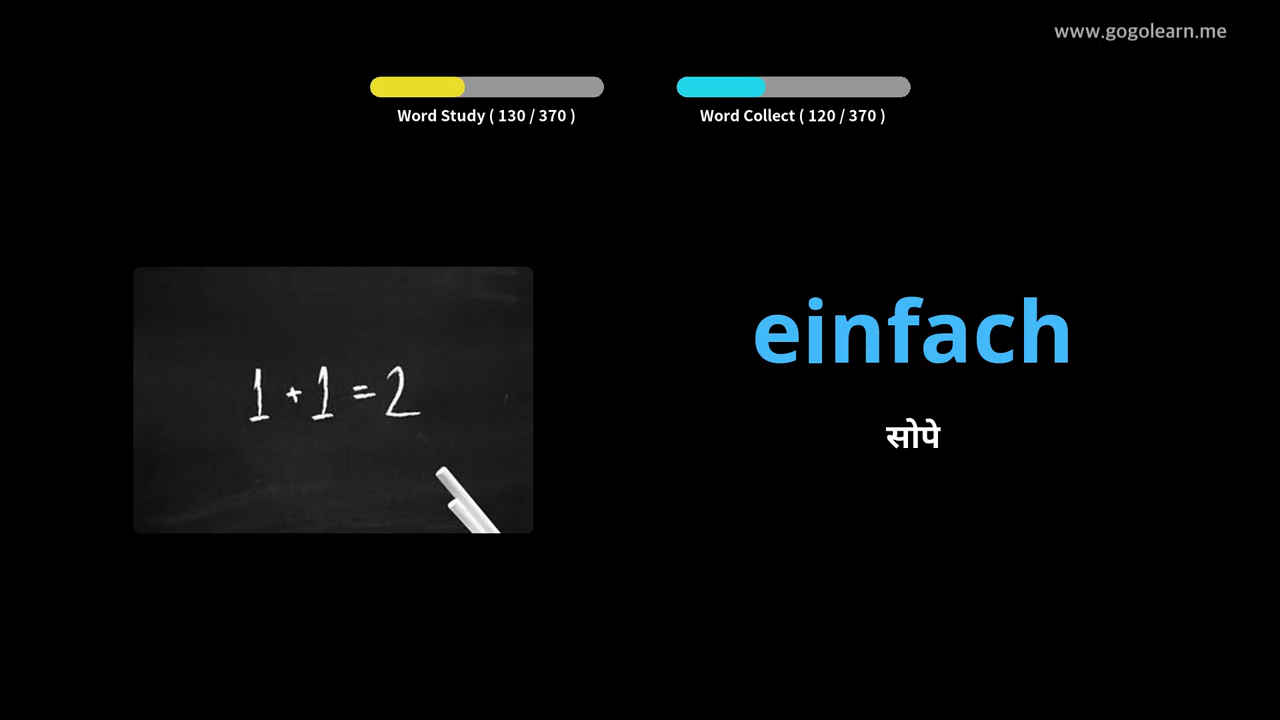 www.gogolearn.me
Word Study ( 130 / 370 )
Word Collect ( 120 / 370 )
1 + 1 = 2
einfach
सोपे